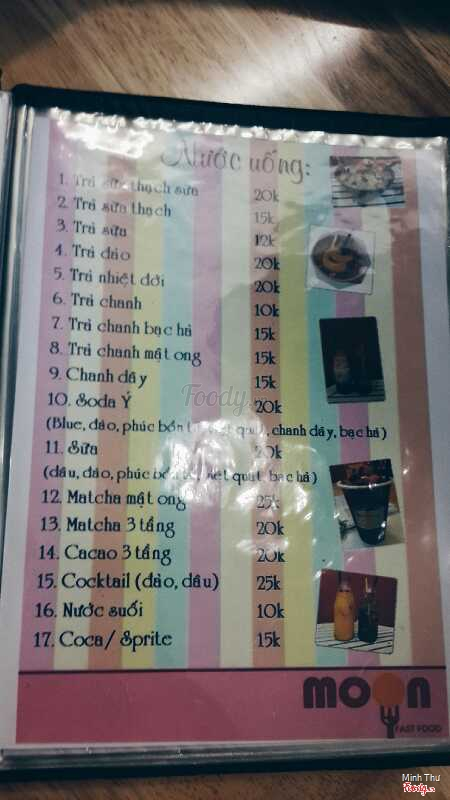 Nước uống:
1. Trà sữa thạch sữa 20k
2. Trà sữa thạch 15k
3. Trà sữa 12k
4. Trà đào 20k
5. Trà nhiệt đới 20k
6. Trà chanh 10k
7. Trà chanh bạc hà 15k
8. Trà chanh mật ong 15k
9. Chanh dây 15k
10. Soda Ý 20k
(Blue, đào, phúc bồn quất, chanh dây, bạc hà)
11. Sữa 20k
(dâu, đào, phúc bồn quất, bạc hà)
12. Matcha mật ong 25k
13. Matcha 3 tầng 20k
14. Cacao 3 tầng 20k
15. Cocktail (đào, dâu) 25k
16. Nước suối 10k
17. Coca/ Sprite 15k
Foody
MOON
FAST FOOD
Minh Thư
Foody.vn